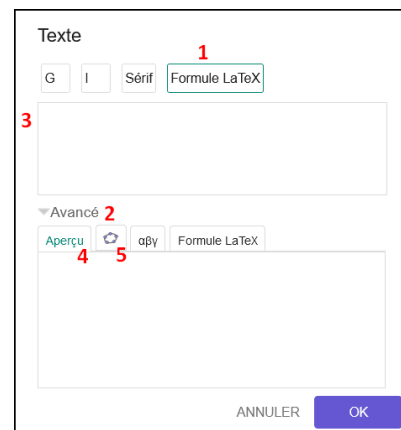 Texte
1
G I Sérif Formule LaTeX
3
Avancé 2
Aperçu αβγ Formule LaTeX
4 5
ANNULER OK